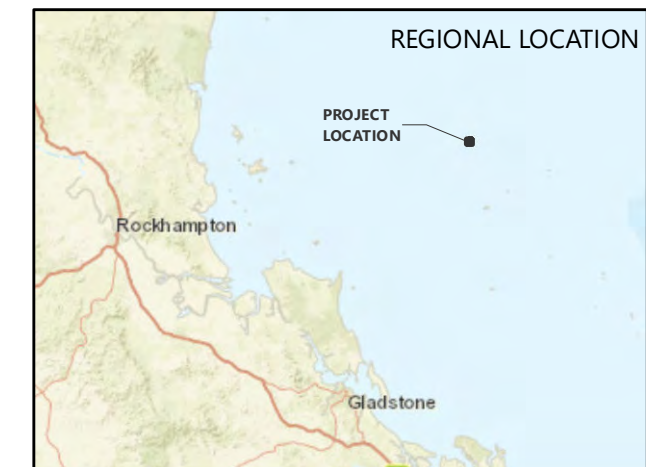 REGIONAL LOCATION
PROJECT
LOCATION
Rockhampton
Gladstone